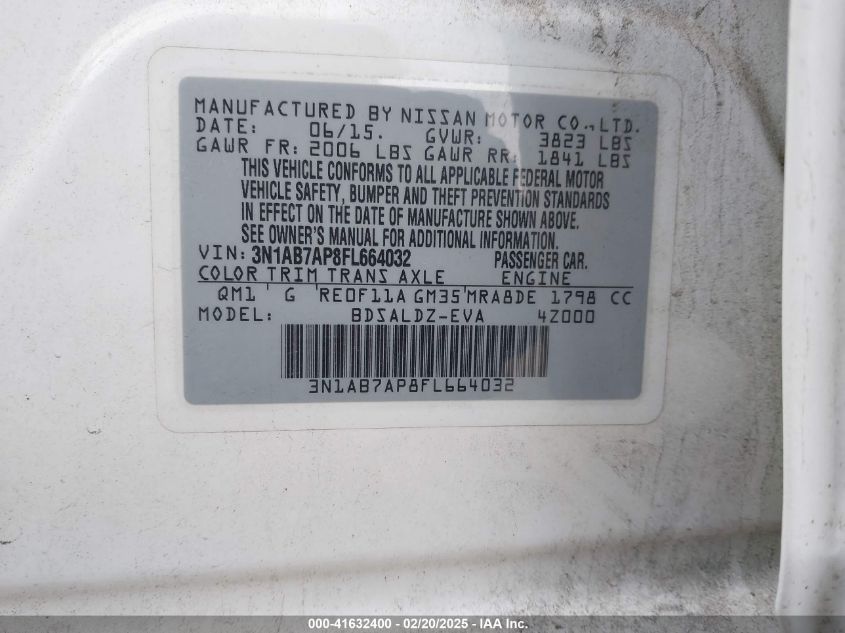 MANUFACTURED BY NISSAN MOTOR CO., LTD.
DATE: 06/15. GVWR: 3823 LBS
GAWR FR: 2006 LBS GAWR RR: 1841 LBS
THIS VEHICLE CONFORMS TO ALL APPLICABLE FEDERAL MOTOR
VEHICLE SAFETY, BUMPER AND THEFT PREVENTION STANDARDS
IN EFFECT ON THE DATE OF MANUFACTURE SHOWN ABOVE.
SEE OWNER'S MANUAL FOR ADDITIONAL INFORMATION.
VIN: 3N1AB7AP8FL664032 PASSENGER CAR.
COLOR TRIM TRANS AXLE ENGINE
QM1 G RE0F11A GM35 MRA8DE 1798 CC
MODEL: BDSALDZ-EVA 4Z000
3N1AB7AP8FL664032
000-41632400 - 02/20/2025 - IAA Inc.